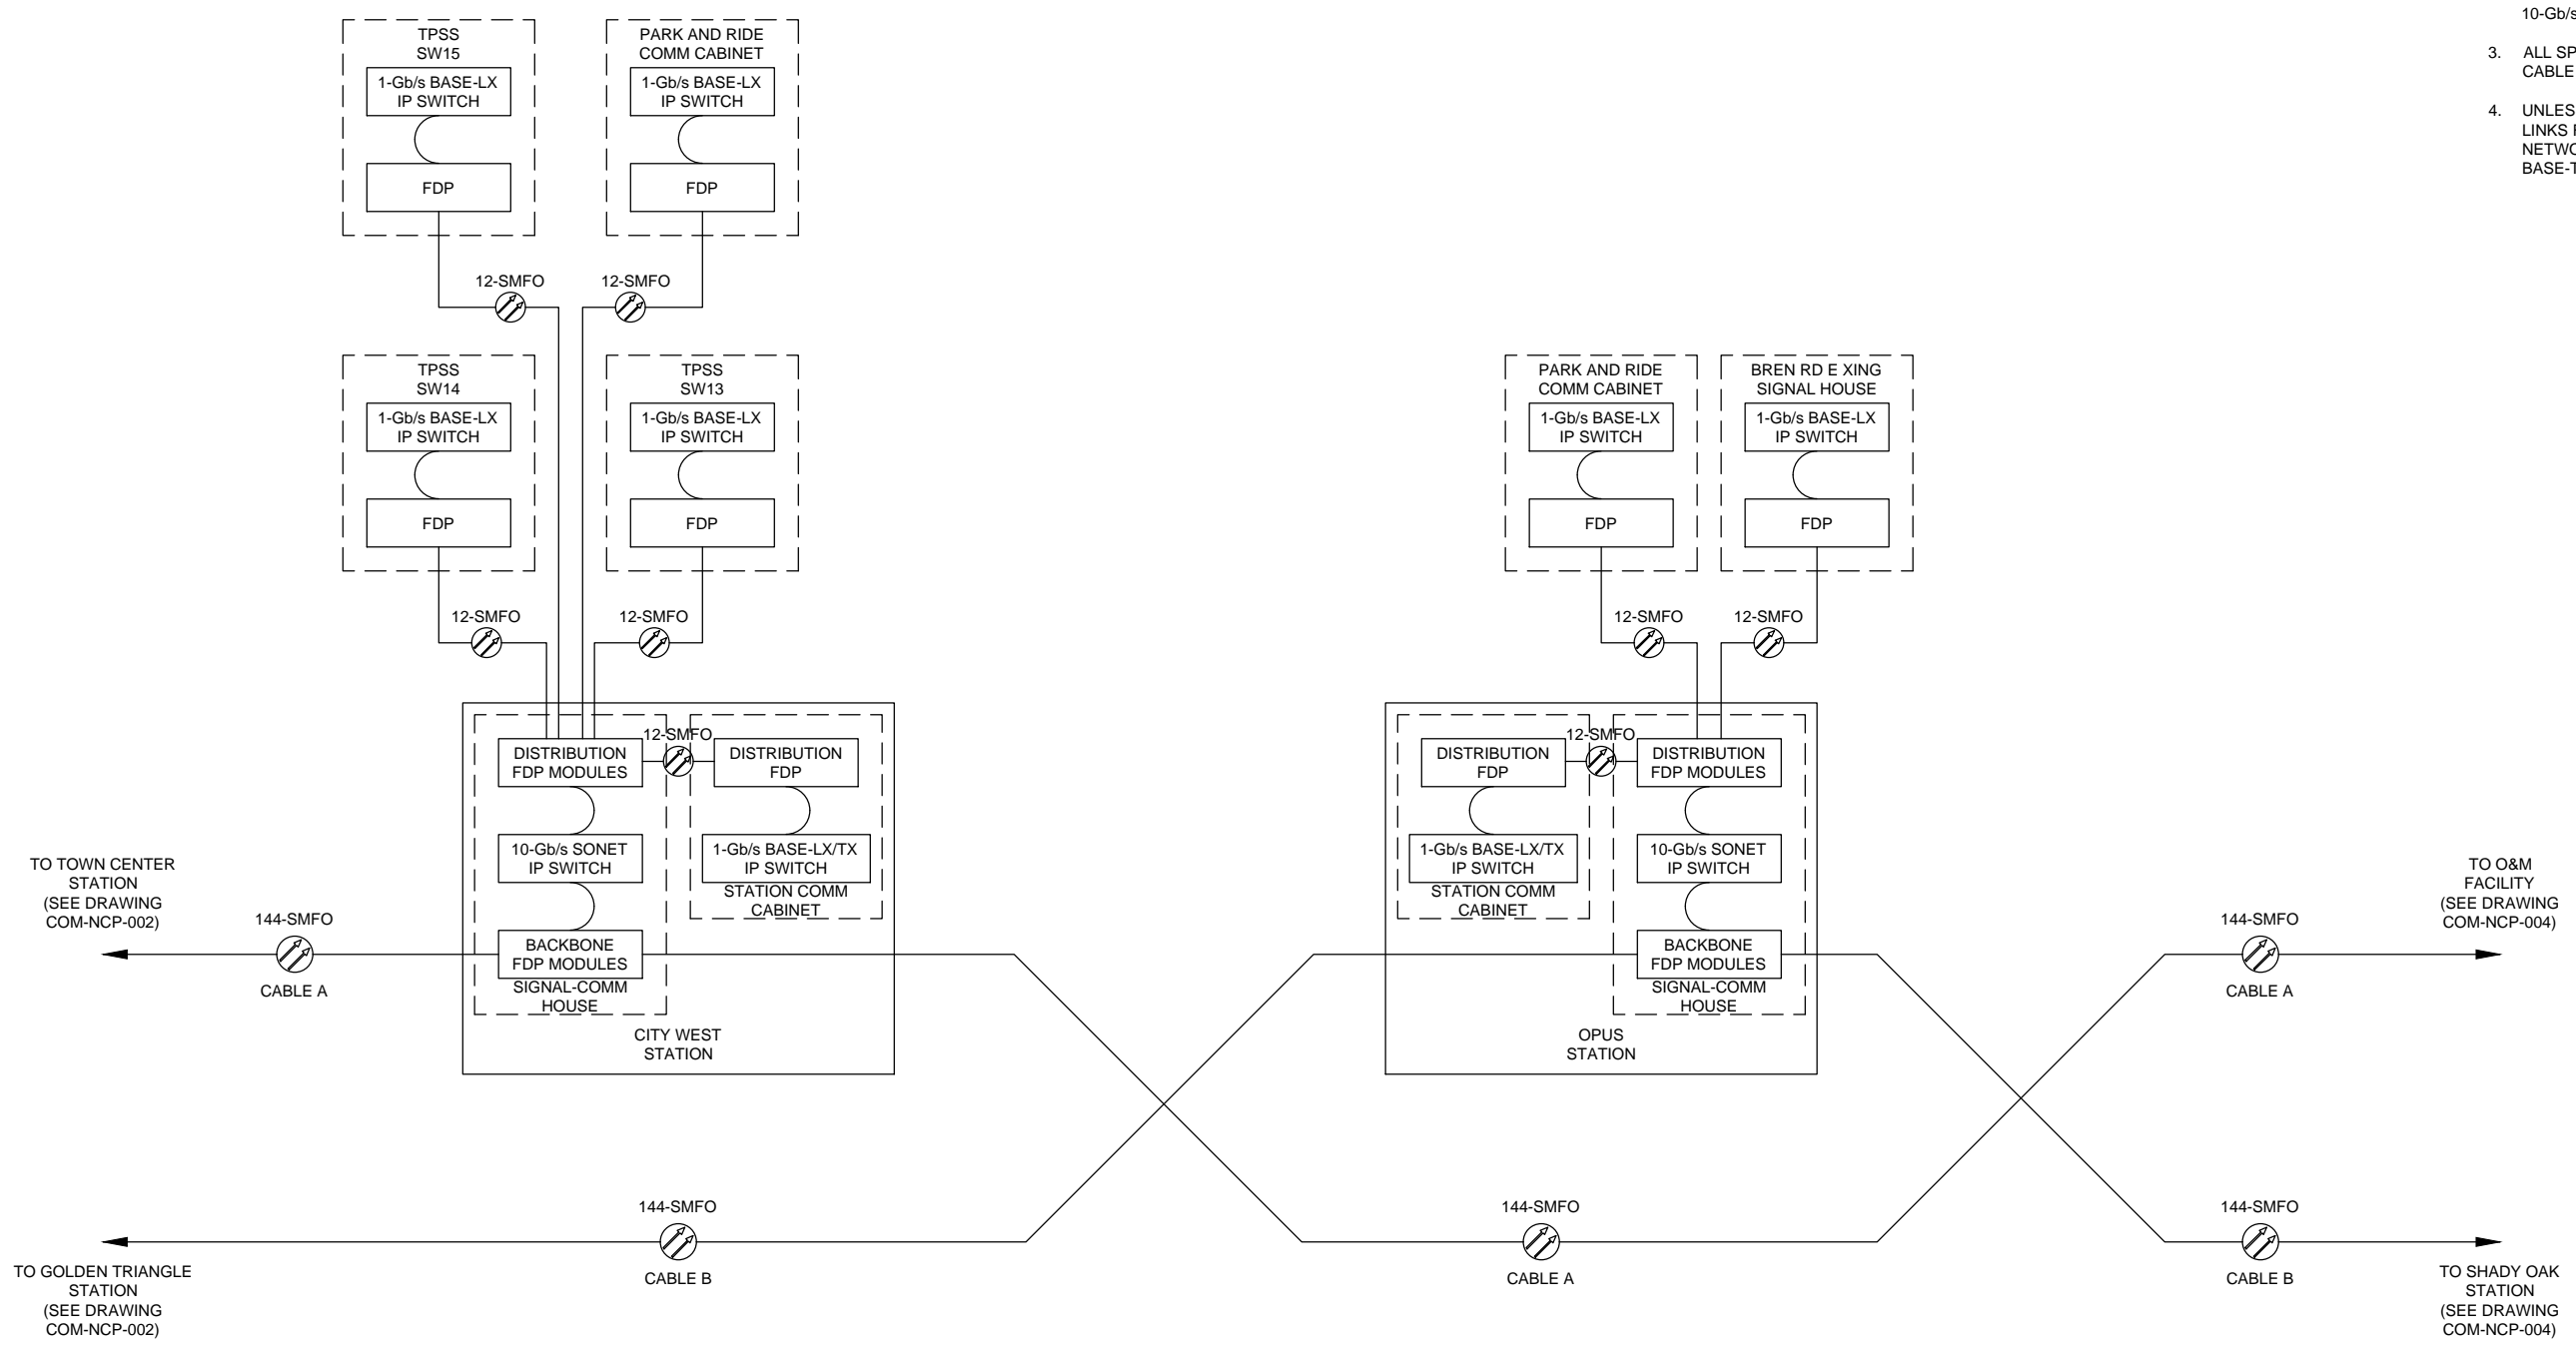 10-Gb/s
3. ALL SP
CABLE
4. UNLES
LINKS
NETWO
BASE-T
TPSS
SW15
1-Gb/s BASE-LX
IP SWITCH
FDP
PARK AND RIDE
COMM CABINET
1-Gb/s BASE-LX
IP SWITCH
FDP
12-SMFO
12-SMFO
TPSS
SW14
1-Gb/s BASE-LX
IP SWITCH
FDP
TPSS
SW13
1-Gb/s BASE-LX
IP SWITCH
FDP
12-SMFO
12-SMFO
PARK AND RIDE
COMM CABINET
1-Gb/s BASE-LX
IP SWITCH
FDP
BREN RD E XING
SIGNAL HOUSE
1-Gb/s BASE-LX
IP SWITCH
FDP
12-SMFO
12-SMFO
12-SMFO
DISTRIBUTION
FDP MODULES
DISTRIBUTION
FDP
10-Gb/s SONET
IP SWITCH
1-Gb/s BASE-LX/TX
IP SWITCH
STATION COMM
CABINET
BACKBONE
FDP MODULES
SIGNAL-COMM
HOUSE
CITY WEST
STATION
12-SMFO
DISTRIBUTION
FDP
DISTRIBUTION
FDP MODULES
1-Gb/s BASE-LX/TX
IP SWITCH
10-Gb/s SONET
IP SWITCH
STATION COMM
CABINET
BACKBONE
FDP MODULES
SIGNAL-COMM
HOUSE
OPUS
STATION
TO TOWN CENTER
STATION
(SEE DRAWING
COM-NCP-002)
144-SMFO
CABLE A
TO O&M
FACILITY
(SEE DRAWING
COM-NCP-004)
144-SMFO
CABLE A
TO GOLDEN TRIANGLE
STATION
(SEE DRAWING
COM-NCP-002)
144-SMFO
CABLE B
144-SMFO
CABLE A
144-SMFO
CABLE B
TO SHADY OAK
STATION
(SEE DRAWING
COM-NCP-004)